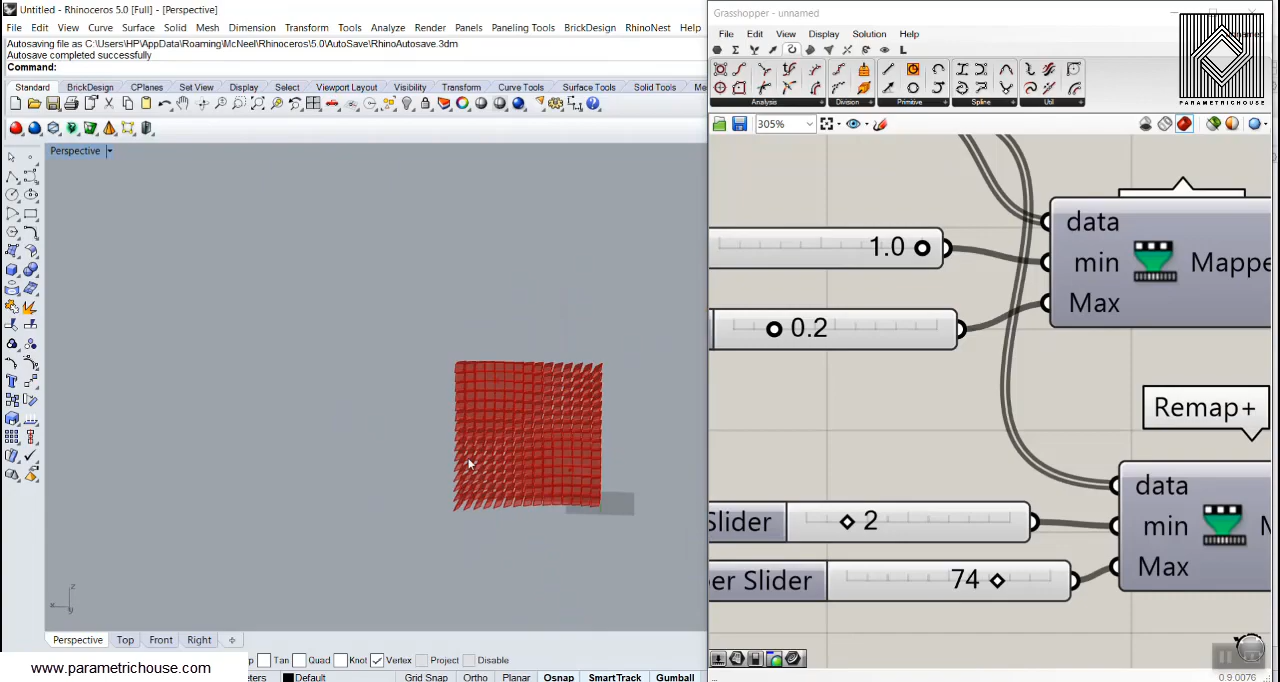 Untitled - Rhinoceros 5.0 [Full] - [Perspective]
File Edit View Curve Surface Solid Mesh Dimension Transform Tools Analyze Render Panels Paneling Tools BrickDesign RhinoNest Help
Autosaving file as C:\Users\HP\AppData\Roaming\McNeel\Rhinoceros\5.0\AutoSave\RhinoAutosave.3dm
Autosave completed successfully
Command:
Standard BrickDesign CPlanes Set View Display Select Viewport Layout Visibility Transform Curve Tools Surface Tools Solid Tools Me
Perspective
z
x
y
Perspective Top Front Right
p Tan Quad Knot Vertex Project Disable
eters Default Grid Snap Ortho Planar Osnap SmartTrack Gumball
www.parametrichouse.com
Grasshopper - unnamed
File Edit View Display Solution Help
PARAMETRICHOUSE
Analysis Division Primitive Spline Util
305%
1.0
0.2
data
min
Max
Mappe
Remap+
Slider 2
per Slider 74
data
min
Max
0.9.0076